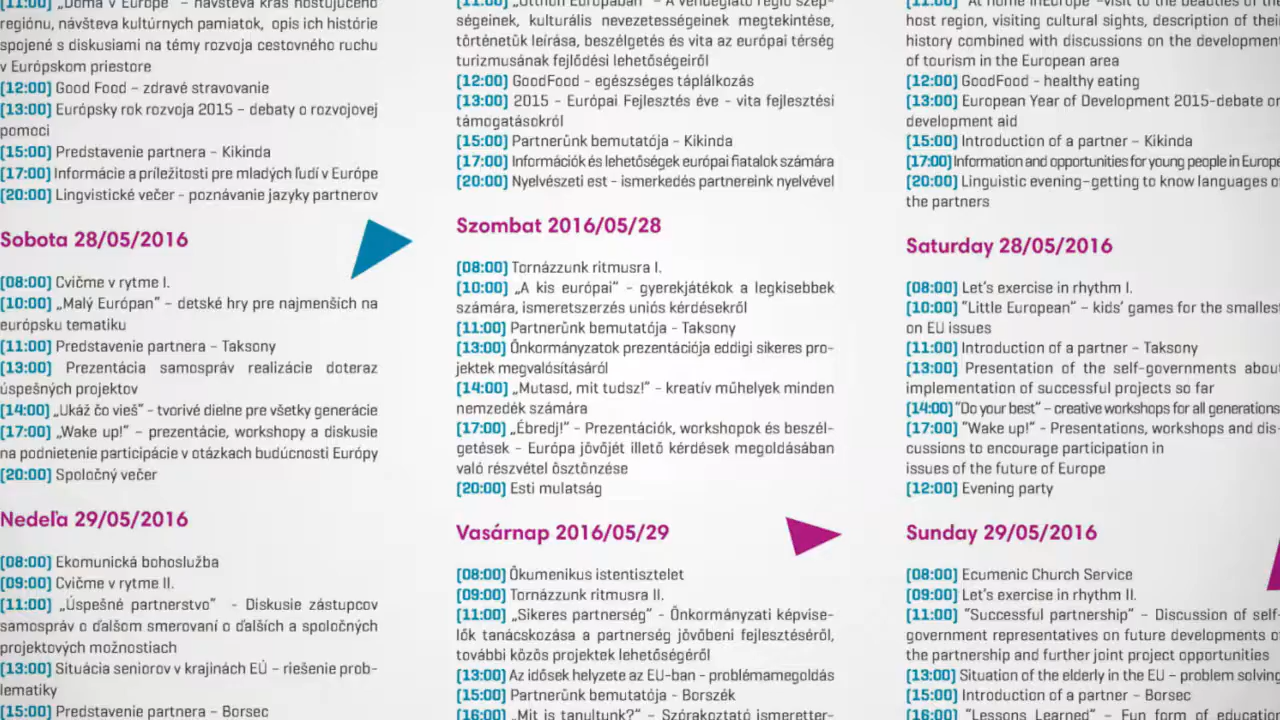 [11:00] „Doma v Európe" – návšteva krás hosťujúceho
regiónu, návšteva kultúrnych pamiatok, opis ich histórie
spojené s diskusiami na témy rozvoja cestovného ruchu
v Európskom priestore
[12:00] Good Food – zdravé stravovanie
[13:00] Európsky rok rozvoja 2015 – debaty o rozvojovej
pomoci
[15:00] Predstavenie partnera – Kikinda
[17:00] Informácie a príležitosti pre mladých ľudí v Európe
[20:00] Lingvistické večer - poznávanie jazyky partnerov
Sobota 28/05/2016
[08:00] Cvičme v rytme I.
[10:00] „Malý Európan" – detské hry pre najmenších na
európsku tematiku
[11:00] Predstavenie partnera – Taksony
[13:00] Prezentácia samospráv realizácie doteraz
úspešných projektov
[14:00] „Ukáž čo vieš" - tvorivé dielne pre všetky generácie
[17:00] „Wake up!" – prezentácie, workshopy a diskusie
na podnietenie participácie v otázkach budúcnosti Európy
[20:00] Spoločný večer
Nedeľa 29/05/2016
[08:00] Ekomunická bohoslužba
[09:00] Cvičme v rytme II.
[11:00] „Úspešné partnerstvo" - Diskusie zástupcov
samospráv o ďalšom smerovaní o ďalších a spoločných
projektových možnostiach
[13:00] Situácia seniorov v krajinách EÚ – riešenie prob-
lematiky
[15:00] Predstavenie partnera – Borsec
[11:00] „Otthon Európában" – A vendéglátó régió szép-
ségeinek, kulturális nevezetességeinek megtekintése,
történetük leírása, beszélgetés és vita az európai térség
turizmusának fejlődési lehetőségeiről
[12:00] GoodFood - egészséges táplálkozás
[13:00] 2015 - Európai Fejlesztés éve - vita fejlesztési
támogatásokról
[15:00] Partnerünk bemutatója – Kikinda
[17:00] Információk és lehetőségek európai fiatalok számára
[20:00] Nyelvészeti est – ismerkedés partnereink nyelvével
Szombat 2016/05/28
[08:00] Tornázzunk ritmusra I.
[10:00] „A kis európai" - gyerekjátékok a legkisebbek
számára, ismeretszerzés uniós kérdésekről
[11:00] Partnerünk bemutatója - Taksony
[13:00] Önkormányzatok prezentációja eddigi sikeres pro-
jektek megvalósításáról
[14:00] „Mutasd, mit tudsz!" – kreatív műhelyek minden
nemzedék számára
[17:00] „Ébredj!" - Prezentációk, workshopok és beszél-
getések - Európa jövőjét illető kérdések megoldásában
való részvétel ösztönzése
[20:00] Esti mulatság
Vasárnap 2016/05/29
[08:00] Ökumenikus istentisztelet
[09:00] Tornázzunk ritmusra II.
[11:00] „Sikeres partnerség" - Önkormányzati képvise-
lők tanácskozása a partnerség jövőbeni fejlesztéséről,
további közös projektek lehetőségéről
[13:00] Az idősek helyzete az EU-ban - problémamegoldás
[15:00] Partnerünk bemutatója – Borszék
[16:00] „Mit is tanultunk?" – Szórakoztató ismeretter-
[11:00] "At home inEurope" –visit to the beauties of the
host region, visiting cultural sights, description of their
history combined with discussions on the development
of tourism in the European area
[12:00] GoodFood - healthy eating
[13:00] European Year of Development 2015-debate on
development aid
[15:00] Introduction of a partner – Kikinda
[17:00] Information and opportunities for young people in Europe
[20:00] Linguistic evening–getting to know languages of
the partners
Saturday 28/05/2016
[08:00] Let's exercise in rhythm I.
[10:00] "Little European" – kids' games for the smallest
on EU issues
[11:00] Introduction of a partner – Taksony
[13:00] Presentation of the self-governments about
implementation of successful projects so far
[14:00] "Do your best" – creative workshops for all generations
[17:00] "Wake up!" - Presentations, workshops and dis-
cussions to encourage participation in
issues of the future of Europe
[12:00] Evening party
Sunday 29/05/2016
[08:00] Ecumenic Church Service
[09:00] Let's exercise in rhythm II.
[11:00] "Successful partnership" – Discussion of self-
government representatives on future developments of
the partnership and further joint project opportunities
[13:00] Situation of the elderly in the EU – problem solving
[15:00] Introduction of a partner – Borsec
[16:00] "Lessons Learned" – Fun form of education